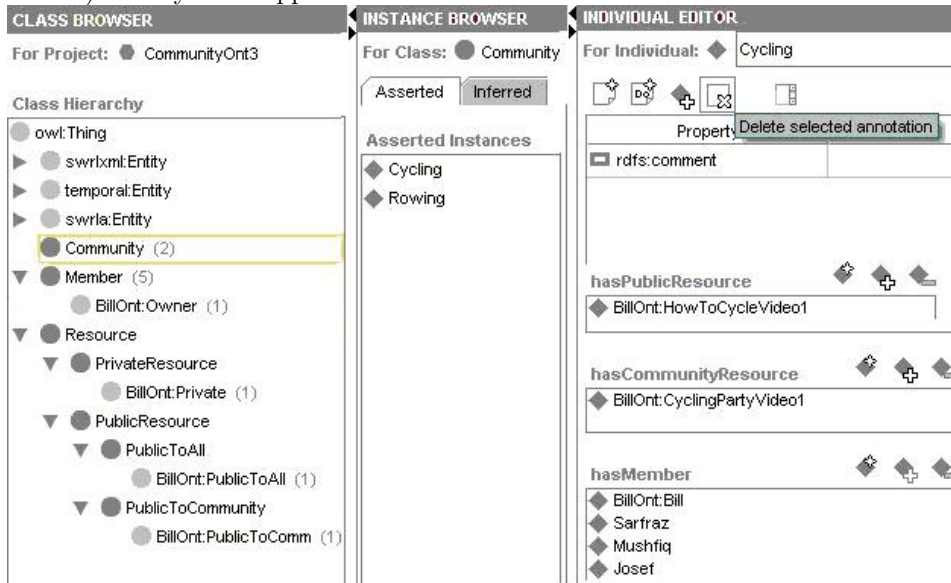 CLASS BROWSER
For Project: CommunityOnt3
Class Hierarchy
owl:Thing
swrlxml:Entity
temporal:Entity
swrla:Entity
Community (2)
Member (5)
BillOnt:Owner (1)
Resource
PrivateResource
BillOnt:Private (1)
PublicResource
PublicToAll
BillOnt:PublicToAll (1)
PublicToCommunity
BillOnt:PublicToComm (1)
INSTANCE BROWSER
For Class: Community
Asserted Inferred
Asserted Instances
Cycling
Rowing
INDIVIDUAL EDITOR
For Individual: Cycling
Delete selected annotation
Property
rdfs:comment
hasPublicResource
BillOnt:HowToCycleVideo1
hasCommunityResource
BillOnt:CyclingPartyVideo1
hasMember
BillOnt:Bill
Sarfraz
Mushfiq
Josef